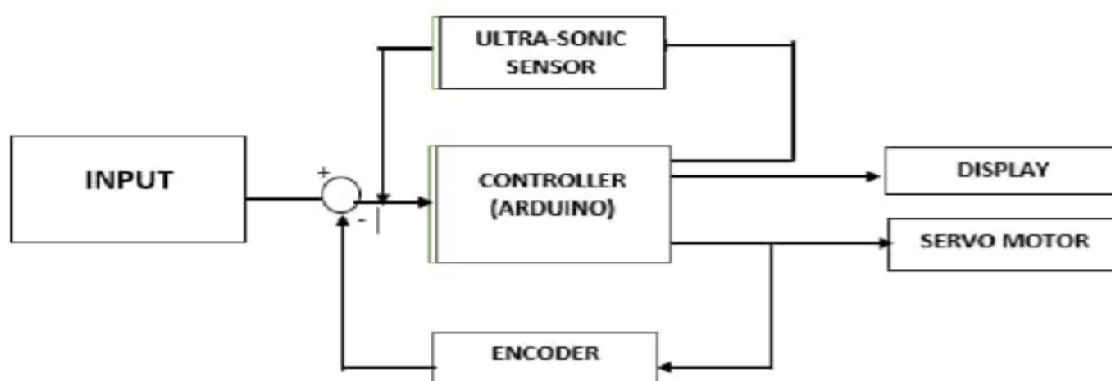 ULTRA-SONIC
SENSOR
INPUT
+
-
CONTROLLER
(ARDUINO)
DISPLAY
SERVO MOTOR
ENCODER